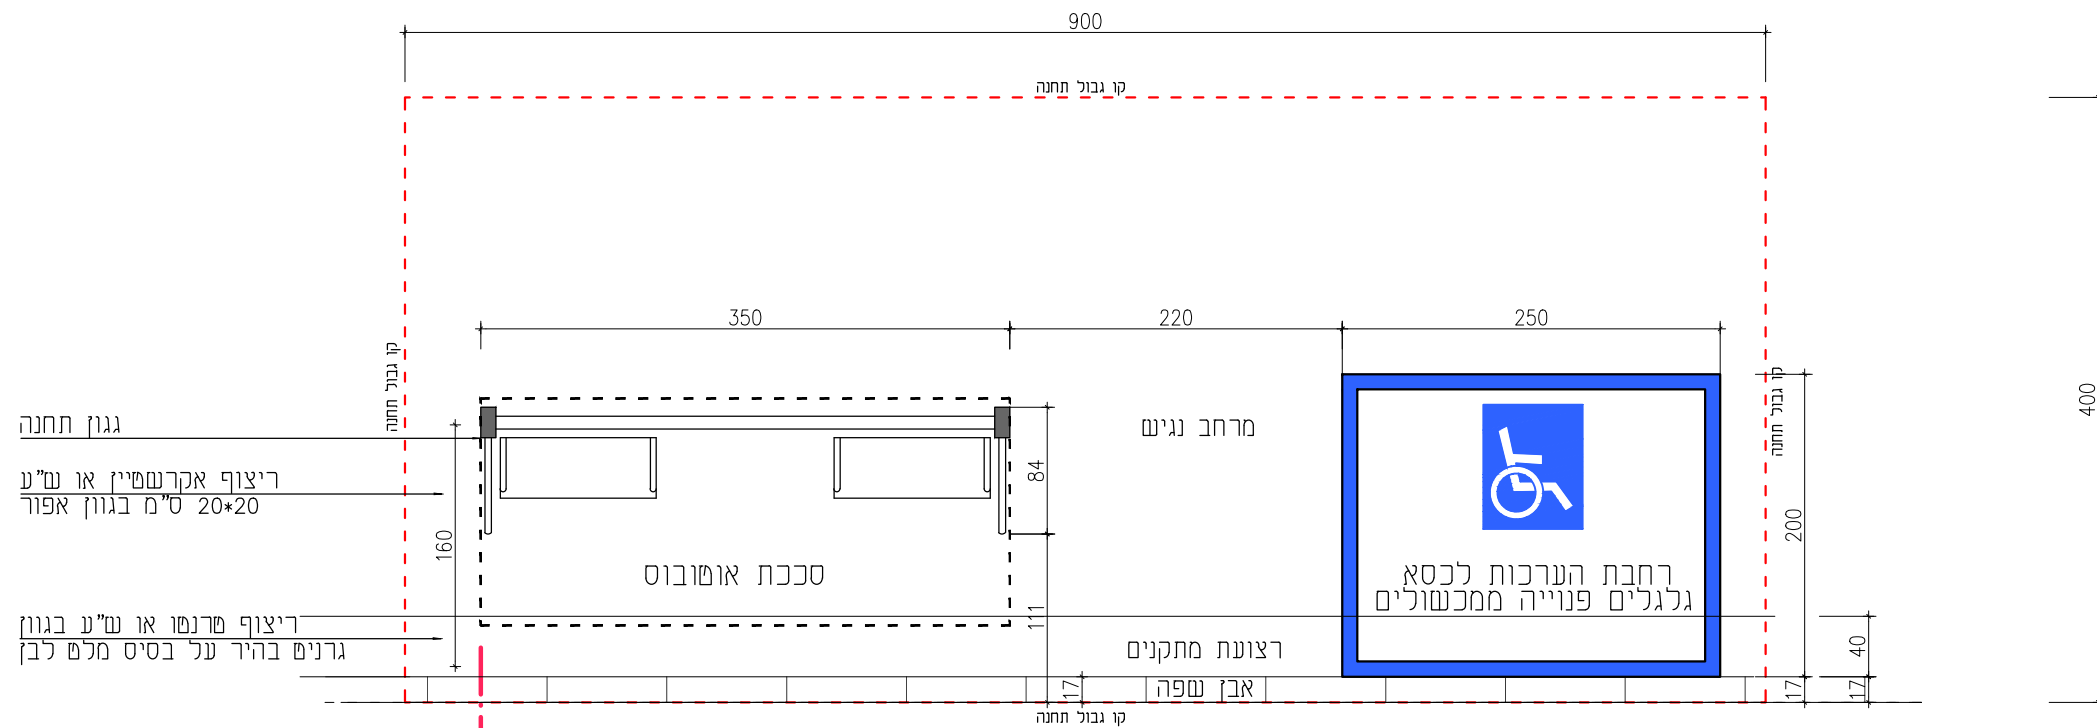 900
קו גבול תחנה
350
220
250
קו גבול תחנה
קו גבול תחנה
400
גגון תחנה
מרחב נגיש
84
ריצוף אקרשטיין או ש"ע
20*20 ס"מ בגוון אפור
160
200
סככת אוטובוס
רחבת הערכות לכסא
גלגלים פנוייה ממכשולים
111
ריצוף טרנטו או ש"ע בגוון
גרניט בהיר על בסיס מלט לבן
רצועת מתקנים
40
17
אבן שפה
17
17
קו גבול תחנה